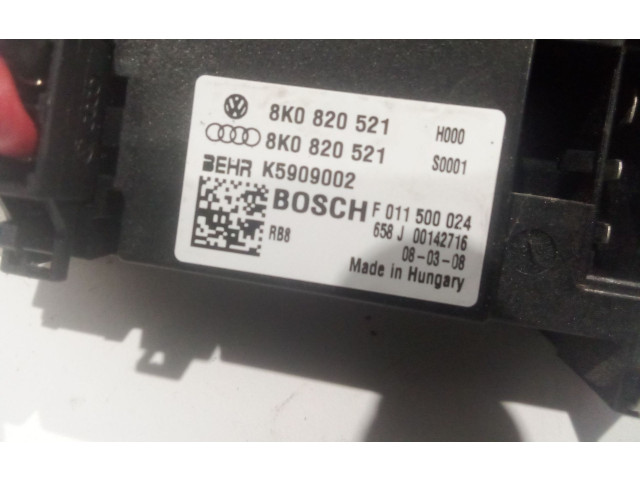 8K0 820 521 H000
8K0 820 521 S0001
BEHR K5909002
BOSCH F 011 500 024
RB8 658 J 00142716
08-03-08
Made in Hungary